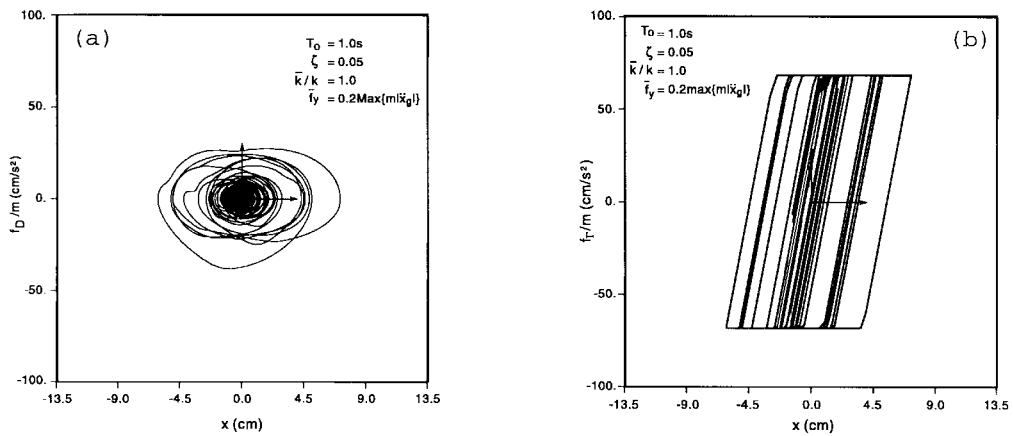 (a)
T₀ = 1.0s
ζ = 0.05
k̄/k = 1.0
f̄y = 0.2Max{m|ẍg|}
100.
50.
0.
-50.
-100.
fD/m (cm/s²)
-13.5 -9.0 -4.5 0.0 4.5 9.0 13.5
x (cm)
(b)
T₀ = 1.0s
ζ = 0.05
k̄/k = 1.0
f̄y = 0.2max{m|ẍg|}
100.
50.
0.
-50.
-100.
fΓ/m (cm/s²)
-13.5 -9.0 -4.5 0.0 4.5 9.0 13.5
x (cm)